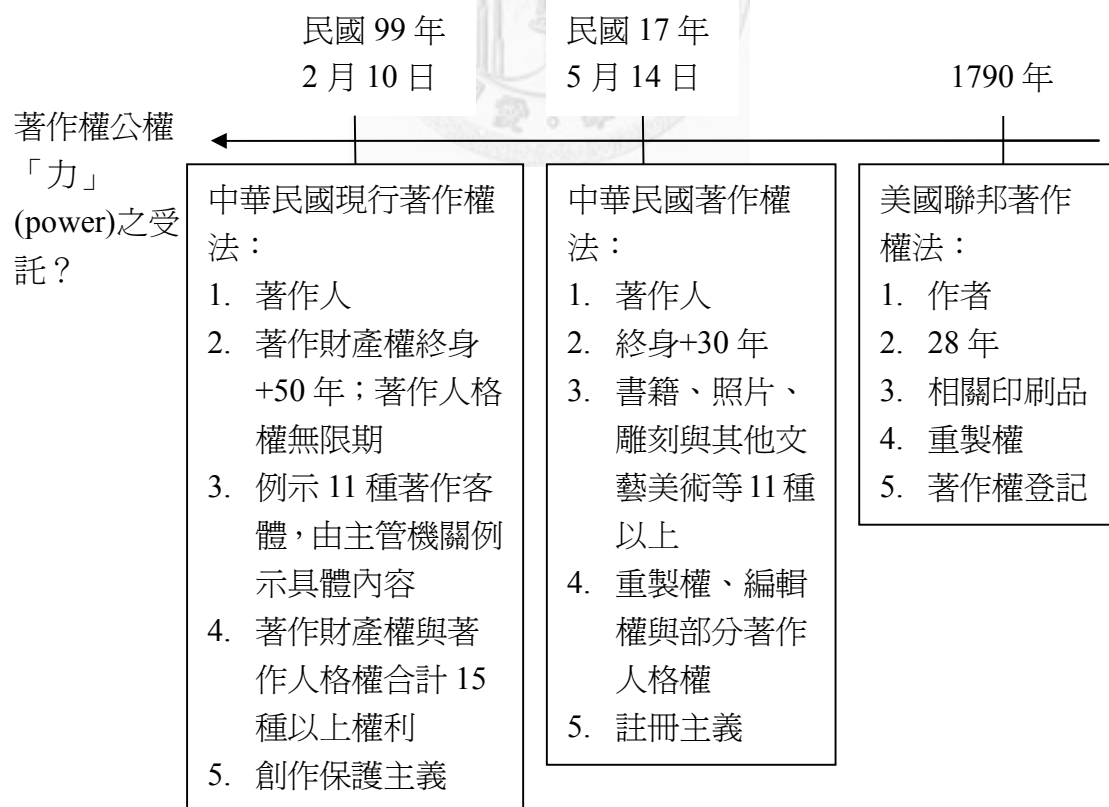 民國 99 年
2 月 10 日
民國 17 年
5 月 14 日
1790 年
著作權公權
「力」
(power)之受
託？
中華民國現行著作權
法：
1. 著作人
2. 著作財產權終身
+50 年；著作人格
權無限期
3. 例示 11 種著作客
體，由主管機關例
示具體內容
4. 著作財產權與著
作人格權合計 15
種以上權利
5. 創作保護主義
中華民國著作權
法：
1. 著作人
2. 終身+30 年
3. 書籍、照片、
雕刻與其他文
藝美術等 11 種
以上
4. 重製權、編輯
權與部分著作
人格權
5. 註冊主義
美國聯邦著作
權法：
1. 作者
2. 28 年
3. 相關印刷品
4. 重製權
5. 著作權登記